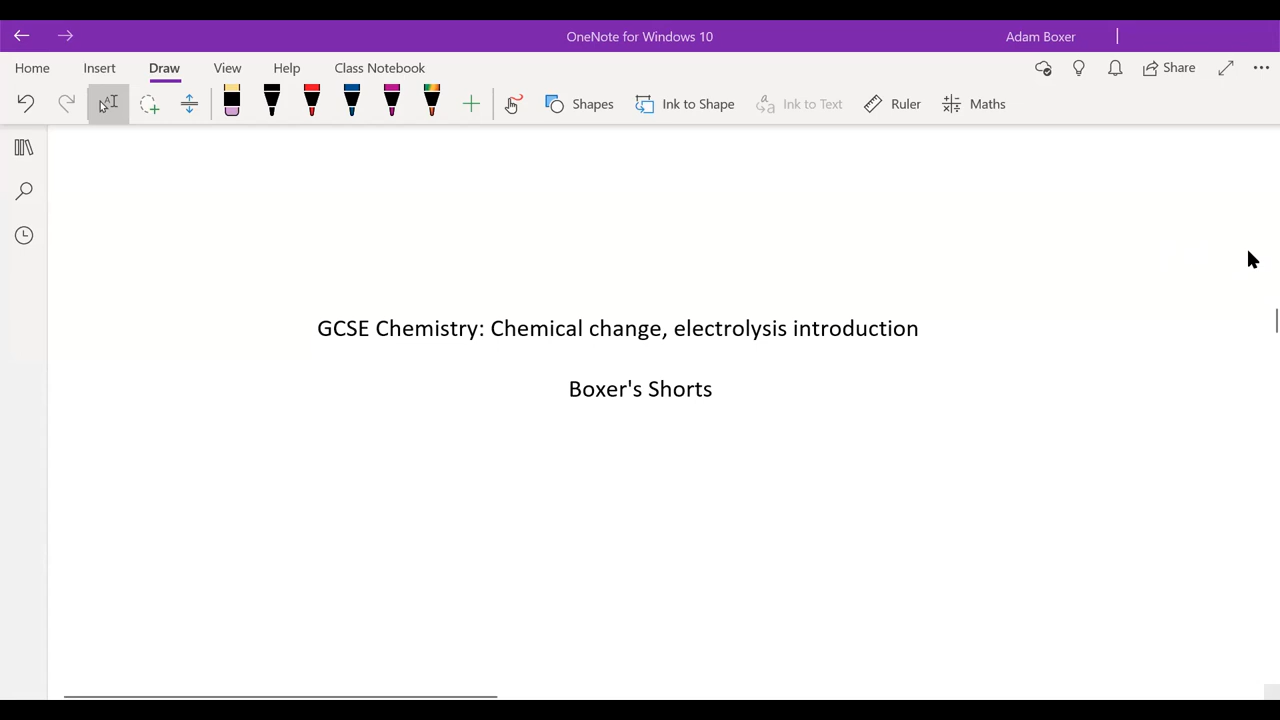 OneNote for Windows 10
Adam Boxer
Home Insert Draw View Help Class Notebook Share
Shapes Ink to Shape Ink to Text Ruler Maths
GCSE Chemistry: Chemical change, electrolysis introduction
Boxer's Shorts